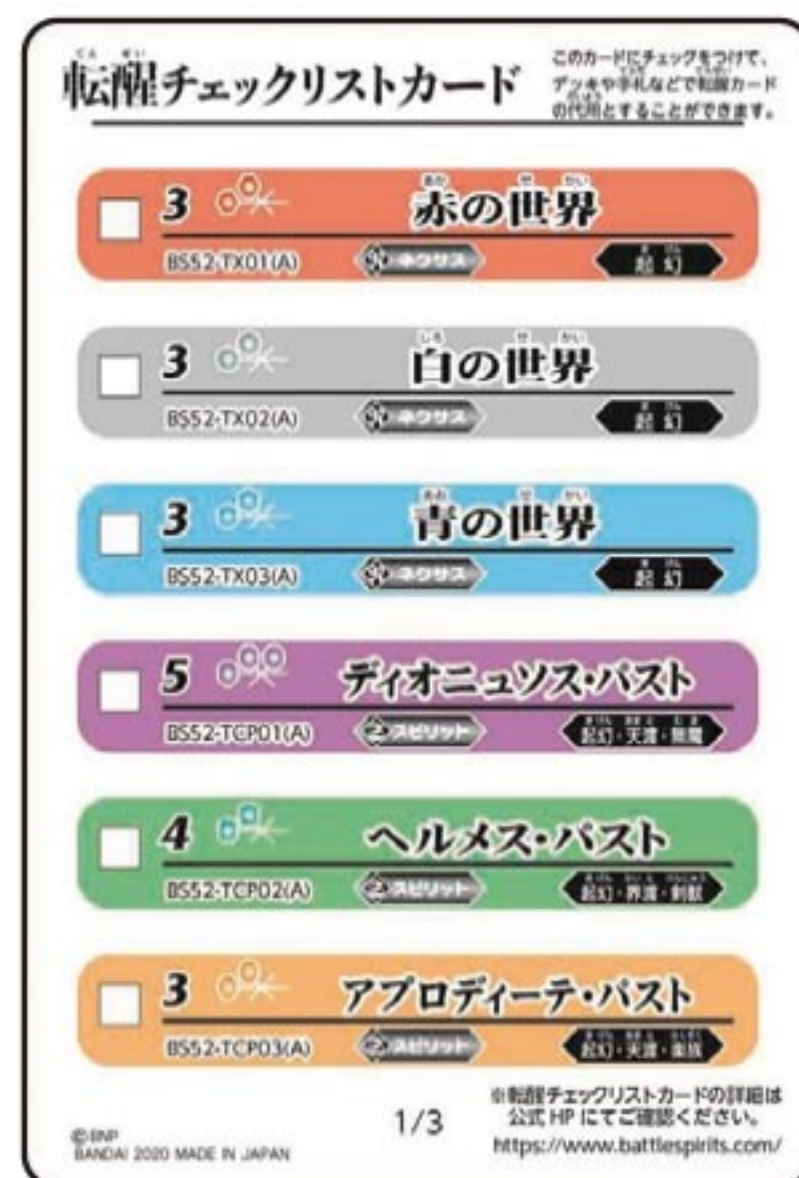 転醒チェックリストカード
このカードにチェックをつけて、
デッキや手札などで転醒カード
の代用とすることができます。
3 赤の世界
BS52-TX01(A) ネクサス 起幻
3 白の世界
BS52-TX02(A) ネクサス 起幻
3 青の世界
BS52-TX03(A) ネクサス 起幻
5 ディオニュソス・パスト
BS52-TCP01(A) スピリット 起幻・天渡・無魔
4 ヘルメス・パスト
BS52-TCP02(A) スピリット 起幻・界渡・剣獣
3 アプロディーテ・パスト
BS52-TCP03(A) スピリット 起幻・天渡・楽族
※転醒チェックリストカードの詳細は
公式HPにてご確認ください。
https://www.battlespirits.com/
1/3
©BNP
BANDAI 2020 MADE IN JAPAN